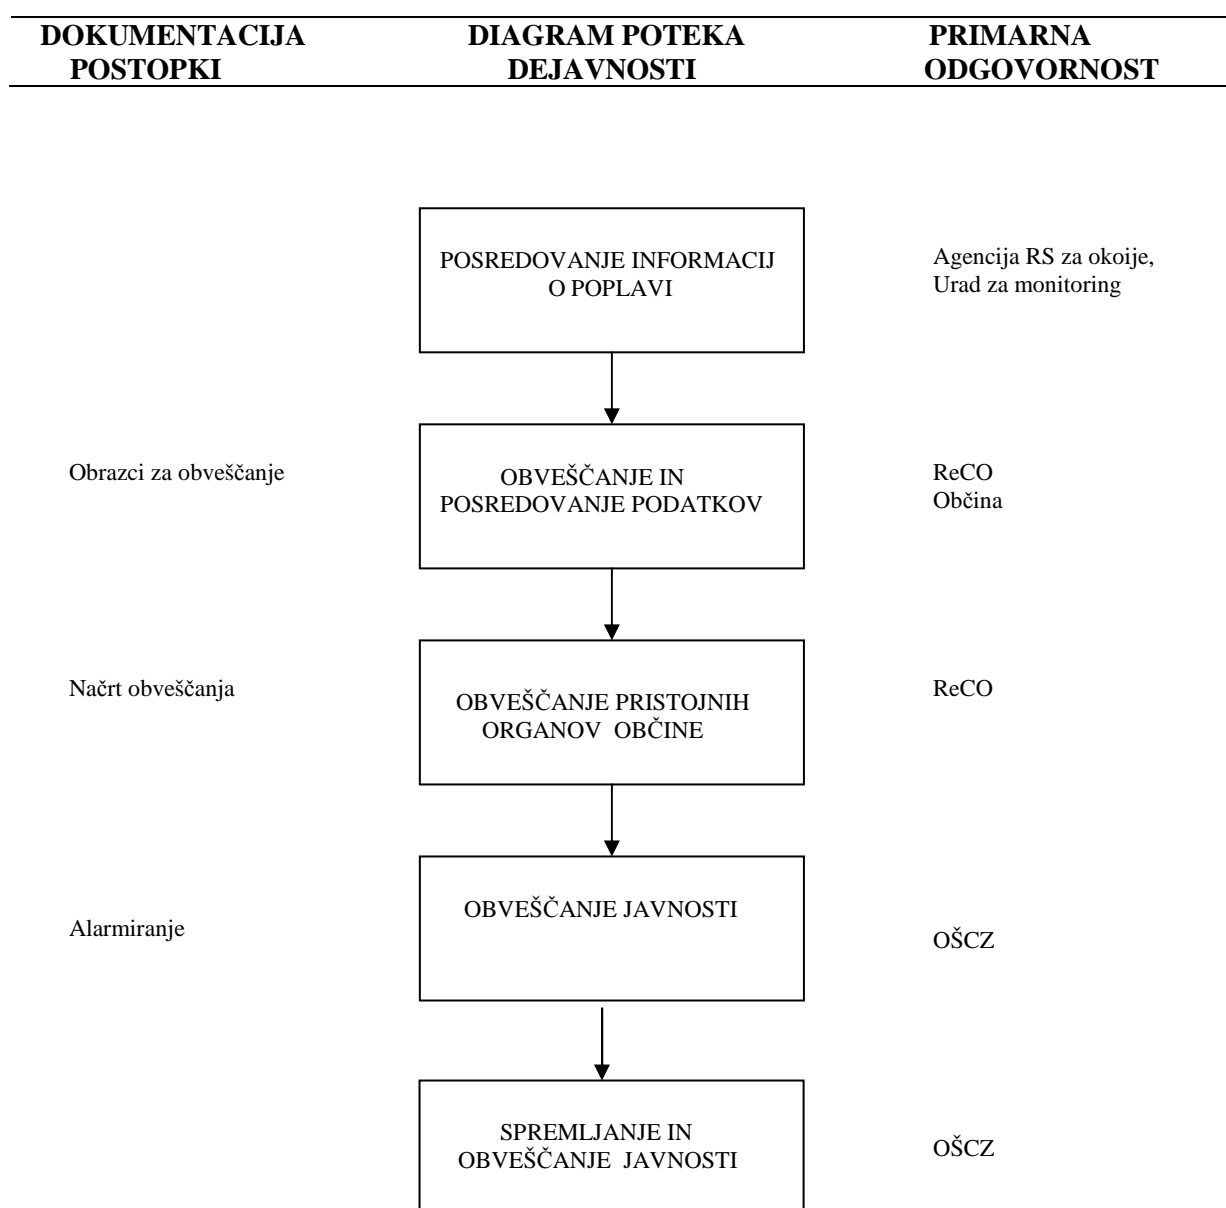 DOKUMENTACIJA
POSTOPKI
DIAGRAM POTEKA
DEJAVNOSTI
PRIMARNA
ODGOVORNOST
POSREDOVANJE INFORMACIJ
O POPLAVI
Agencija RS za okoije,
Urad za monitoring
Obrazci za obveščanje
OBVEŠČANJE IN
POSREDOVANJE PODATKOV
ReCO
Občina
Načrt obveščanja
OBVEŠČANJE PRISTOJNIH
ORGANOV OBČINE
ReCO
Alarmiranje
OBVEŠČANJE JAVNOSTI
OŠCZ
SPREMLJANJE IN
OBVEŠČANJE JAVNOSTI
OŠCZ